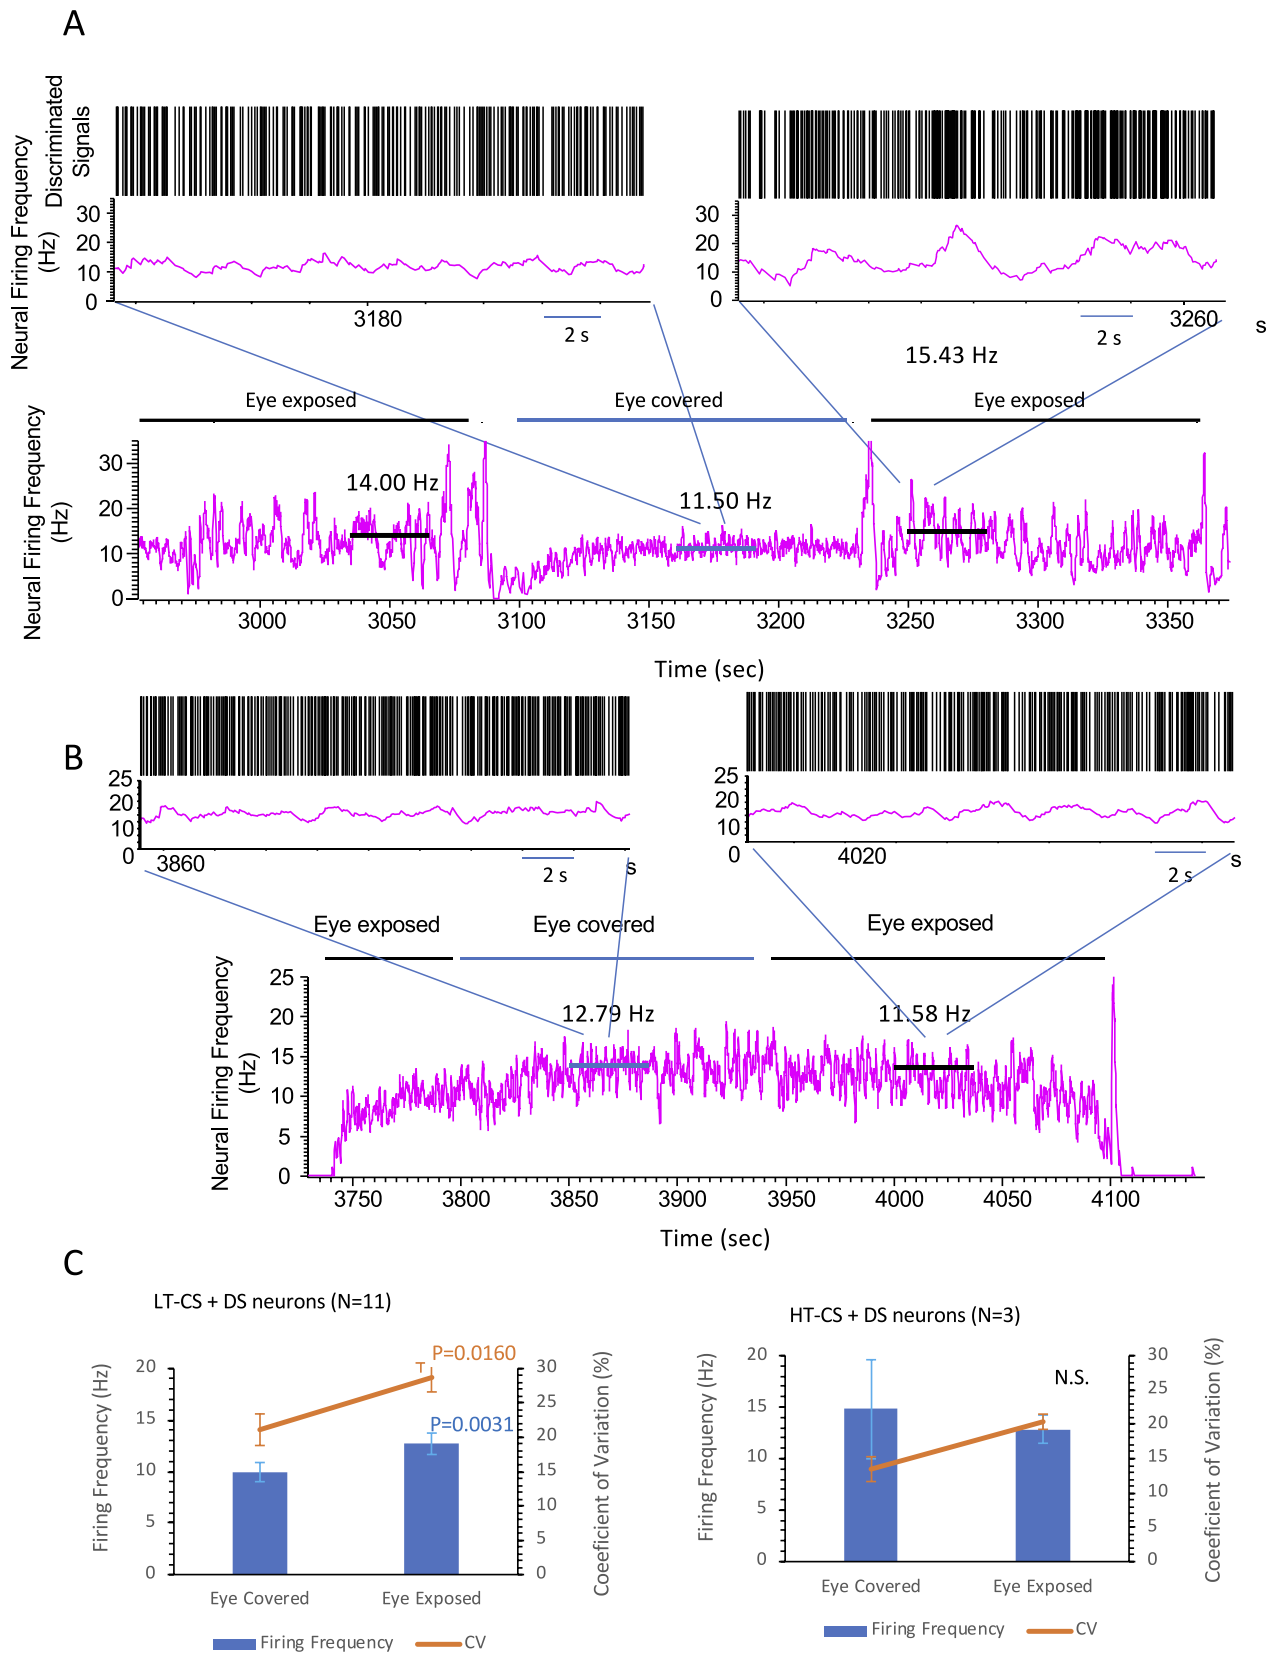 A
Discriminated
Signals
Neural Firing Frequency
(Hz)
30
20
10
0
3180
2 s
30
20
10
0
2 s
3260
s
15.43 Hz
Eye exposed
Eye covered
Eye exposed
Neural Firing Frequency
(Hz)
30
20
10
0
14.00 Hz
11.50 Hz
3000
3050
3100
3150
3200
3250
3300
3350
Time (sec)
B
25
20
10
0
3860
2 s
s
25
20
10
0
4020
2 s
s
Eye exposed
Eye covered
Eye exposed
Neural Firing Frequency
(Hz)
25
20
15
10
5
0
12.79 Hz
11.58 Hz
3750
3800
3850
3900
3950
4000
4050
4100
Time (sec)
C
LT-CS + DS neurons (N=11)
Firing Frequency (Hz)
20
15
10
5
0
P=0.0160
P=0.0031
30
25
20
15
10
5
0
Coeeficient of Variation (%)
Eye Covered
Eye Exposed
Firing Frequency
CV
HT-CS + DS neurons (N=3)
Firing Frequency (Hz)
20
15
10
5
0
N.S.
30
25
20
15
10
5
0
Coeeficient of Variation (%)
Eye Covered
Eye Exposed
Firing Frequency
CV